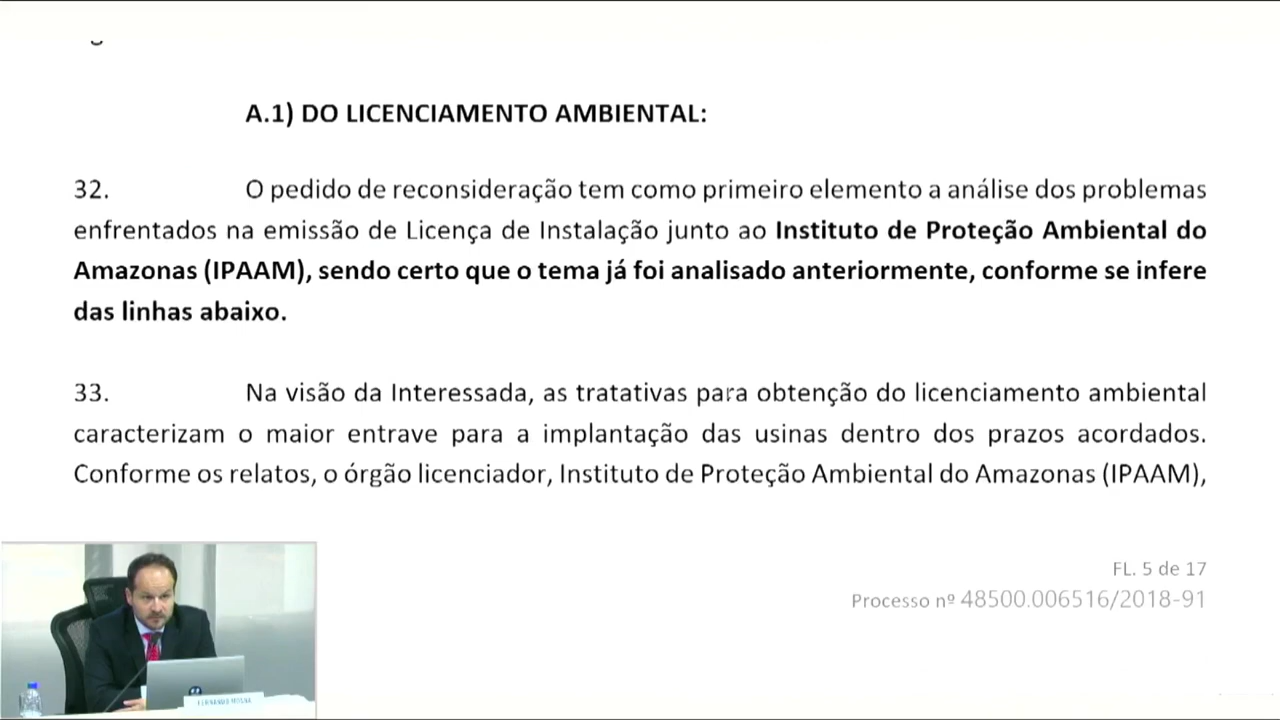 A.1) DO LICENCIAMENTO AMBIENTAL:
32. O pedido de reconsideração tem como primeiro elemento a análise dos problemas
enfrentados na emissão de Licença de Instalação junto ao Instituto de Proteção Ambiental do
Amazonas (IPAAM), sendo certo que o tema já foi analisado anteriormente, conforme se infere
das linhas abaixo.
33. Na visão da Interessada, as tratativas para obtenção do licenciamento ambiental
caracterizam o maior entrave para a implantação das usinas dentro dos prazos acordados.
Conforme os relatos, o órgão licenciador, Instituto de Proteção Ambiental do Amazonas (IPAAM),
FL. 5 de 17
Processo nº 48500.006516/2018-91
FERNANDO MOSNA